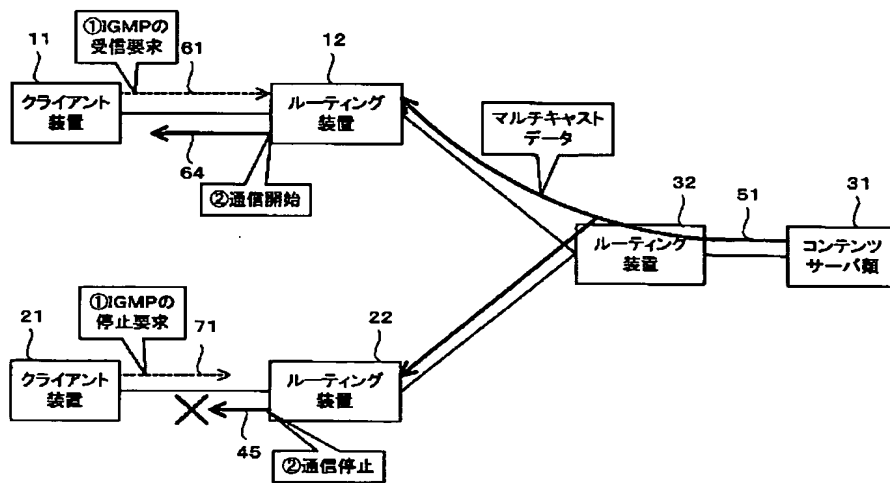 ①IGMPの
受信要求
11
61
12
クライアント
装置
ルーティング
装置
64
②通信開始
マルチキャスト
データ
32
51
31
ルーティング
装置
コンテンツ
サーバ類
①IGMPの
停止要求
21
71
22
クライアント
装置
ルーティング
装置
45
②通信停止